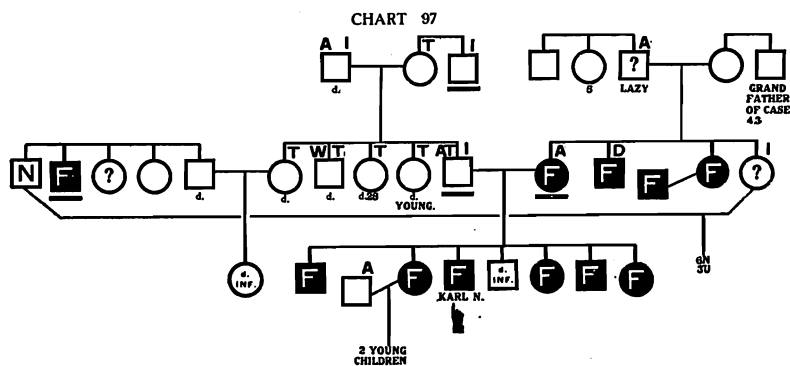 CHART 97
A I T I A
d. 6 ? LAZY GRAND
FATHER
OF CASE
43
T W T. T T AT I A D I
N F ? d. d. d. d.28 d. F F F F ?
YOUNG.
d.
INF. F A F F d.
INF. F F F 6N
3U
KARL N.
2 YOUNG
CHILDREN